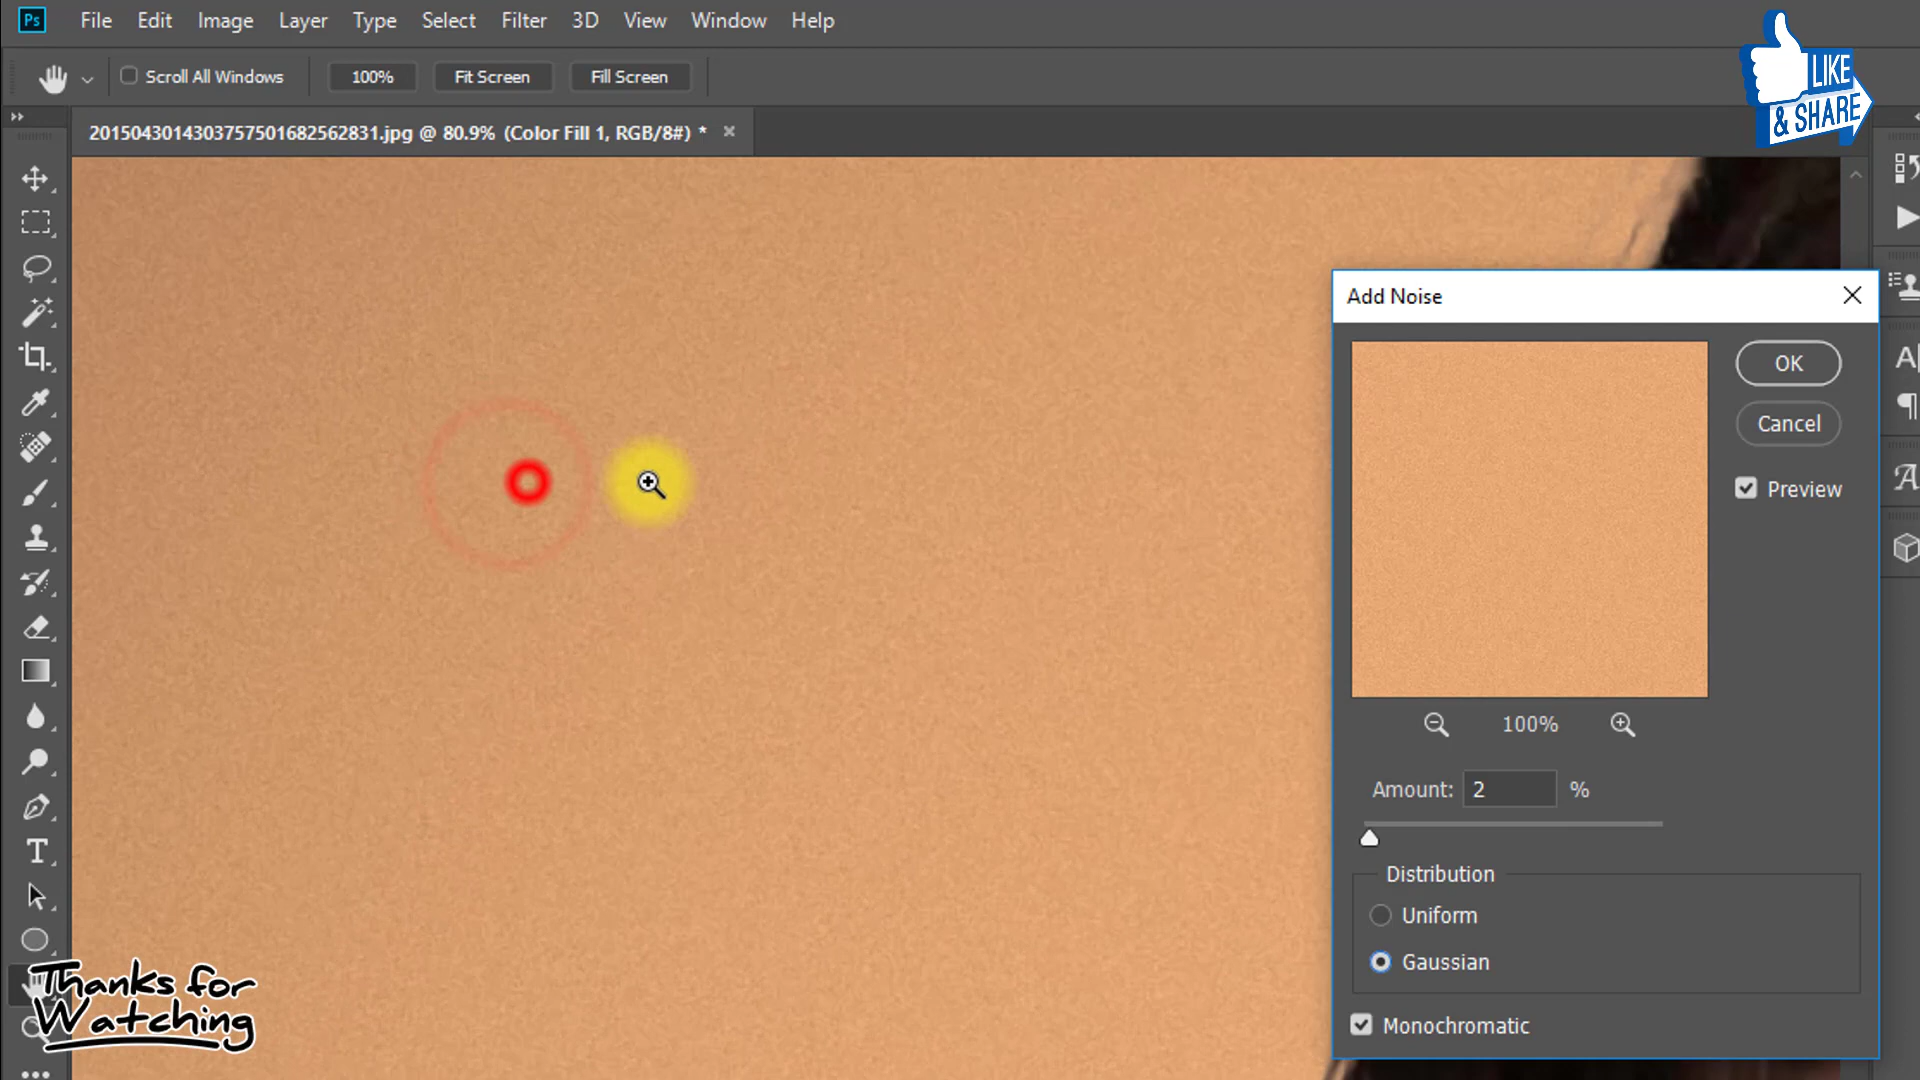 Ps File Edit Image Layer Type Select Filter 3D View Window Help
Scroll All Windows 100% Fit Screen Fill Screen
LIKE
& SHARE
2015043014303757501682562831.jpg @ 80.9% (Color Fill 1, RGB/8#) * ×
Add Noise
OK
Cancel
Preview
100%
Amount: 2 %
Distribution
Uniform
Gaussian
Monochromatic
T
Thanks for
Watching